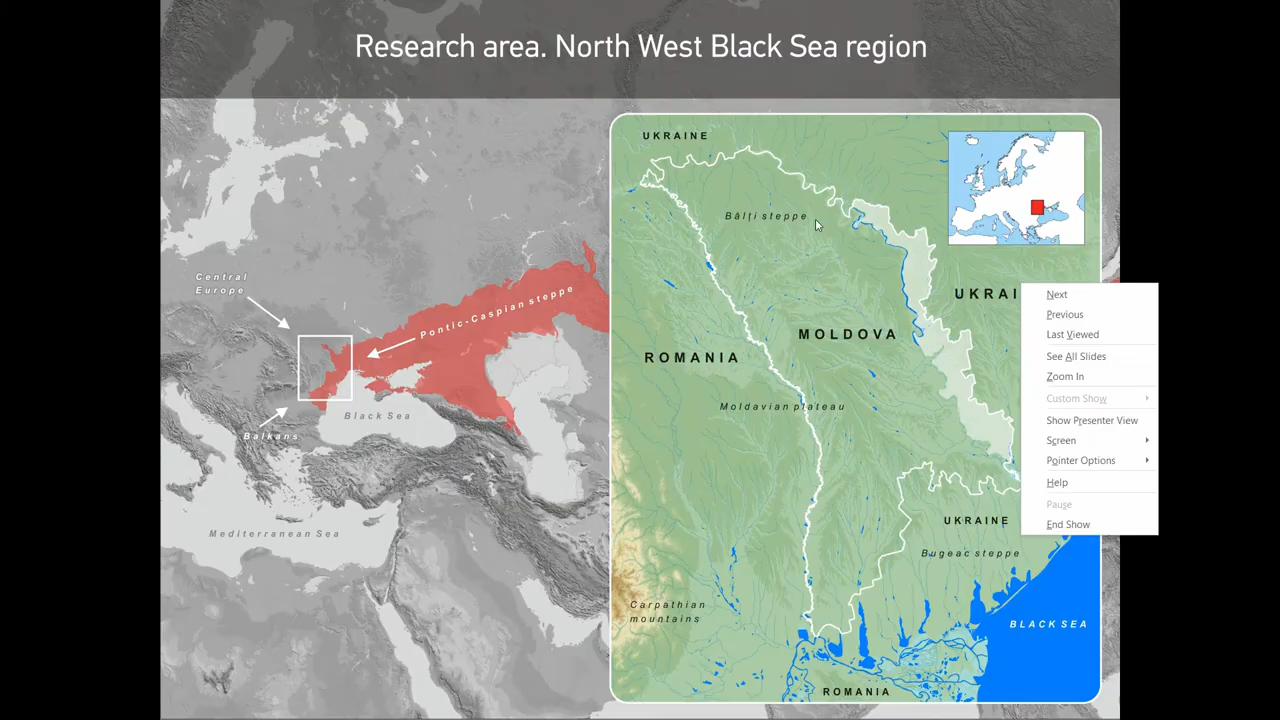 Research area. North West Black Sea region
Central
Europe
Pontic-Caspian steppe
Black Sea
Balkans
Mediterranean Sea
UKRAINE
Bălți steppe
UKRAI
MOLDOVA
ROMANIA
Moldavian plateau
UKRAINE
Bugeac steppe
Carpathian
mountains
BLACK SEA
ROMANIA
Next
Previous
Last Viewed
See All Slides
Zoom In
Custom Show
Show Presenter View
Screen
Pointer Options
Help
Pause
End Show